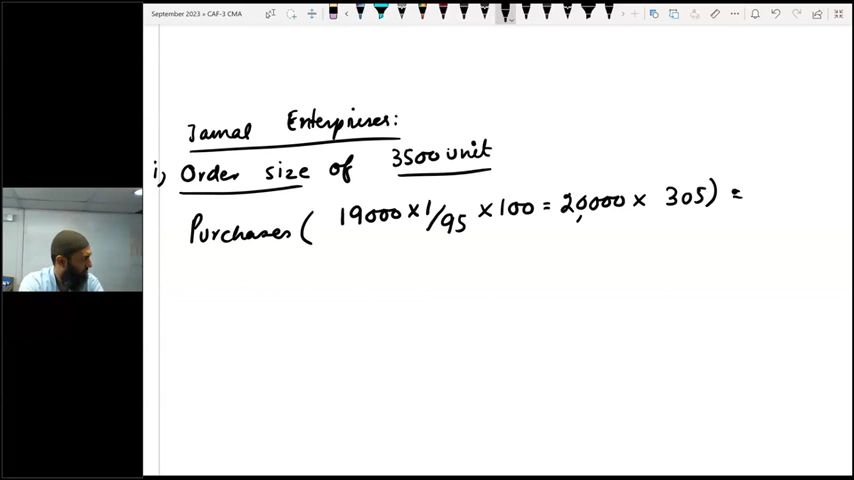 September 2023 » CAF-3 CMA
Jamal Enterprises:
i, Order size of 3500 unit
Purchases ( 19000 × 1/95 × 100 = 20,000 × 305) =